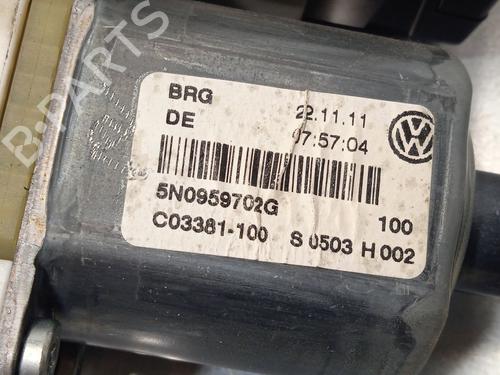 B-PARTS
BRG 22.11.11
DE 07:57:04
5N0959702G 100
C03381-100 S 0503 H 002